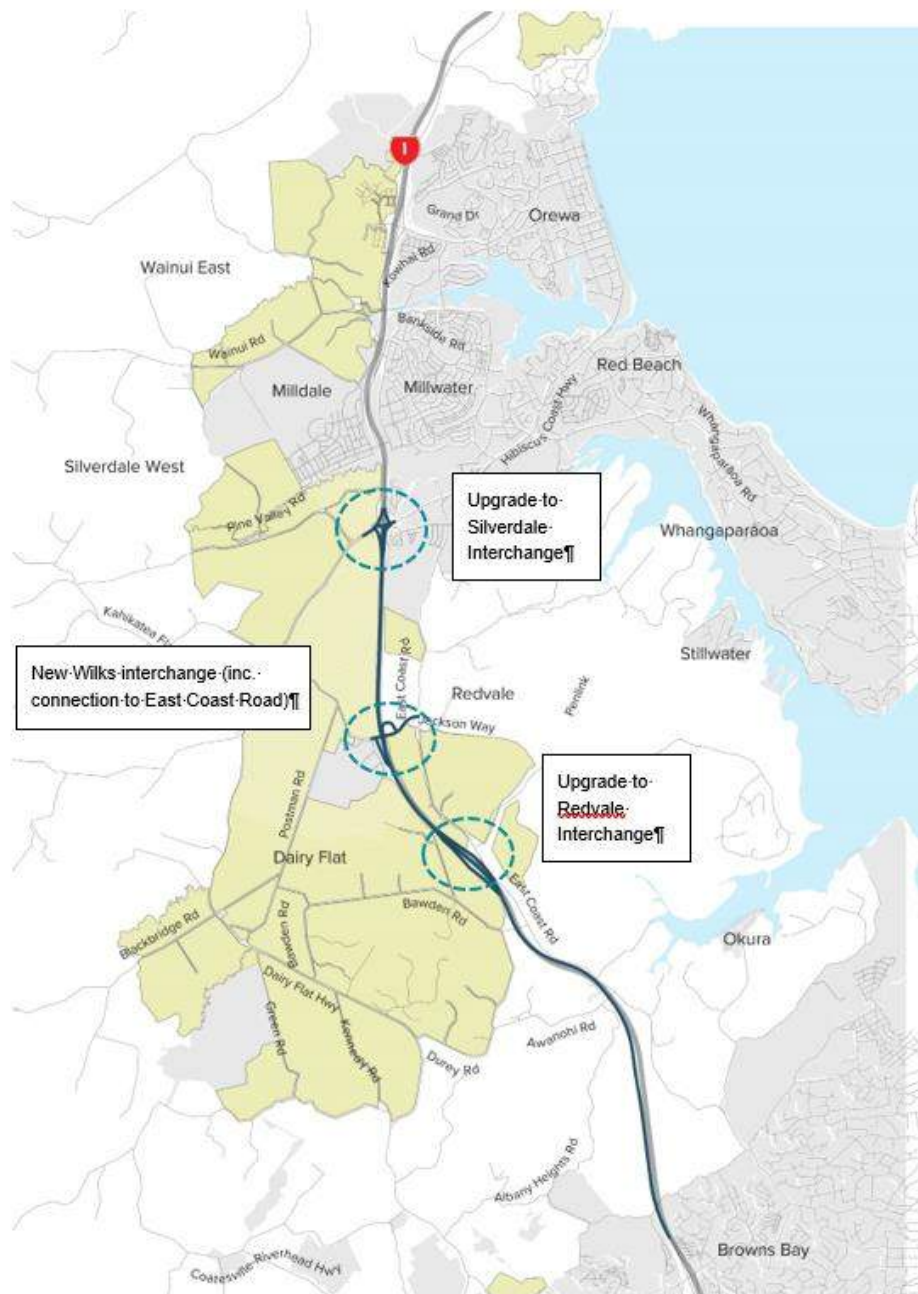 1
Grand Dr
Orewa
Wainui East
Kowhai Rd
Bankside Rd
Wainui Rd
Red Beach
Milldale
Millwater
Hibiscus Coast Hwy
Whangaparāoa Rd
Silverdale West
Pine Valley Rd
Upgrade to·
Silverdale·
Interchange¶
Whangaparāoa
Kahikatea Fl
Stillwater
New·Wilks·interchange·(inc.·
connection·to·East·Coast·Road)¶
East Coast Rd
Redvale
Penlink
Jackson Way
Upgrade·to·
Redvale·
Interchange¶
Postman Rd
Dairy Flat
East Coast Rd
Bawden Rd
Blackbridge Rd
Bawden Rd
Okura
Dairy Flat Hwy
Green Rd
Kennedy Rd
Awanohi Rd
Durey Rd
Albany Heights Rd
Browns Bay
Coatesville-Riverhead Hwy